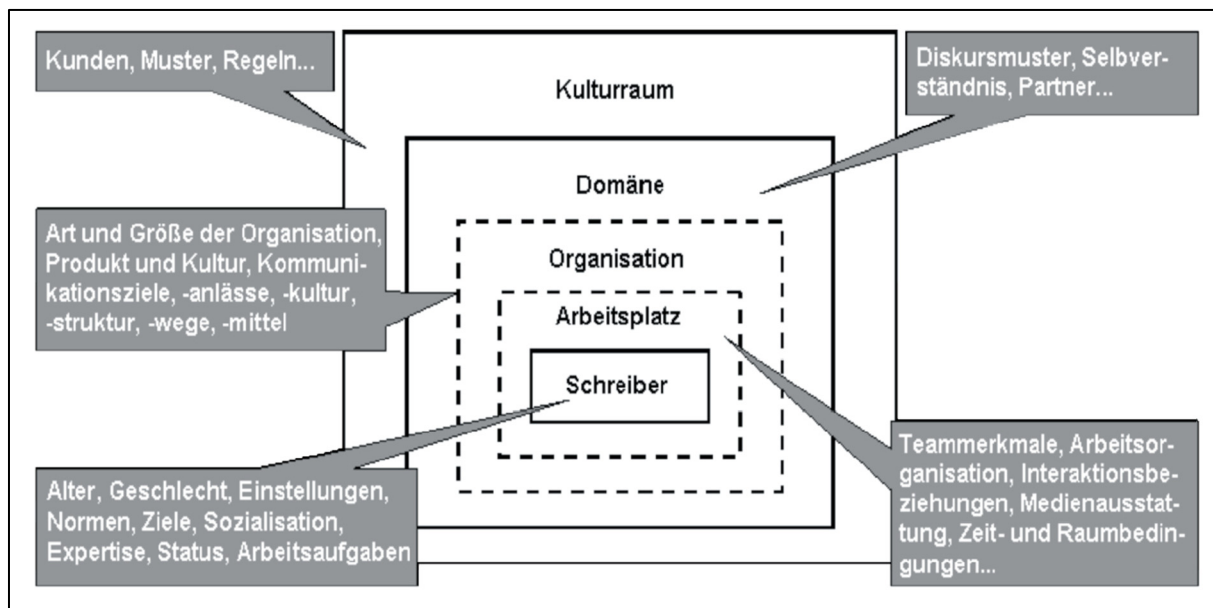 Kunden, Muster, Regeln...
Kulturraum
Diskursmuster, Selbver-
ständnis, Partner...
Domäne
Art und Größe der Organisation,
Produkt und Kultur, Kommuni-
kationsziele, -anlässe, -kultur,
-struktur, -wege, -mittel
Organisation
Arbeitsplatz
Schreiber
Alter, Geschlecht, Einstellungen,
Normen, Ziele, Sozialisation,
Expertise, Status, Arbeitsaufgaben
Teammerkmale, Arbeitsor-
ganisation, Interaktionsbe-
ziehungen, Medienausstat-
tung, Zeit- und Raumbedin-
gungen...